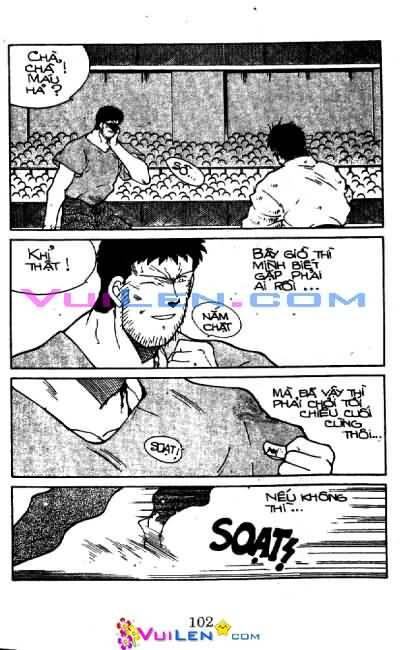 CHÀ,
CHÀ!
MÁU
HẢ?
SỜ...
KHỈ
THẬT!
BÂY GIỜ THÌ
MÌNH BIẾT
GẶP PHẢI
AI RỒI...
VUILEN.COM
NẮM
CHẶT
MÀ ĐÃ VẬY THÌ
PHẢI CHƠI TỚI
CHIÊU CUỐI
CÙNG
THÔI...
SOẠT!
NẾU KHÔNG
THÌ...
SOẠT!
102
VUILEN.COM